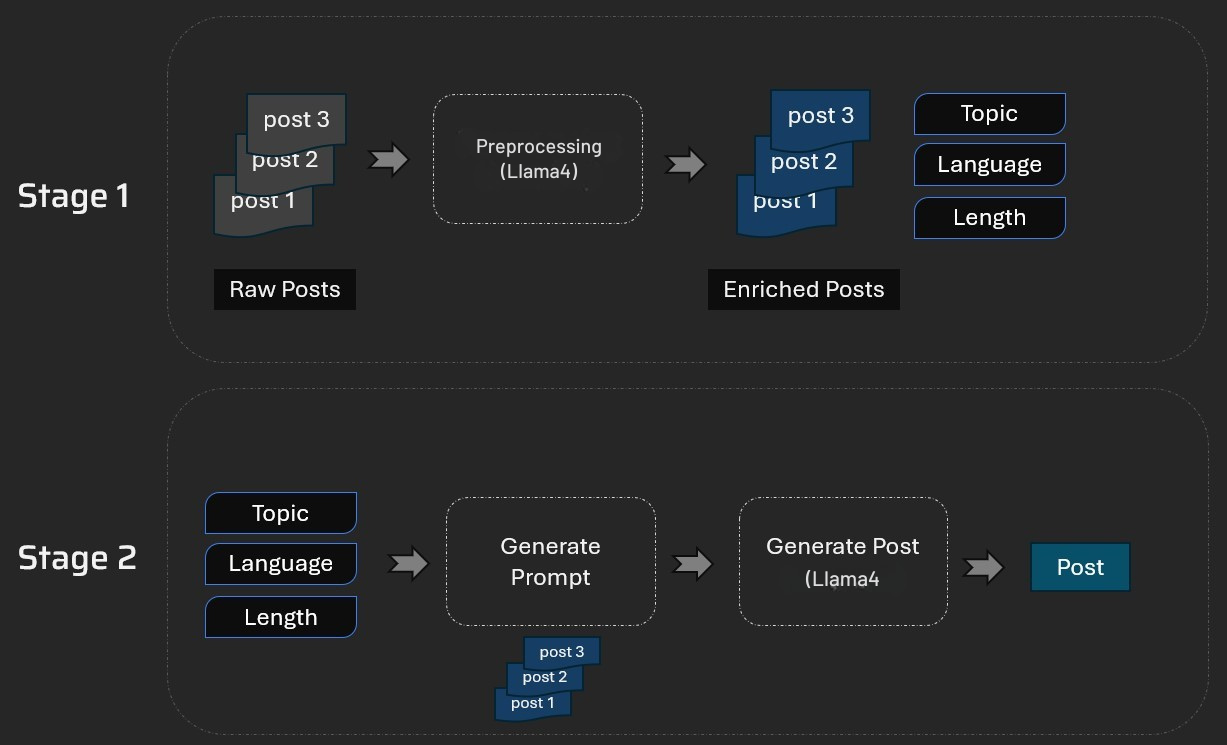 Stage 1
post 3
post 2
post 1
Raw Posts
Preprocessing
(Llama4)
post 3
post 2
post 1
Enriched Posts
Topic
Language
Length
Stage 2
Topic
Language
Length
Generate
Prompt
post 3
post 2
post 1
Generate Post
(Llama4
Post